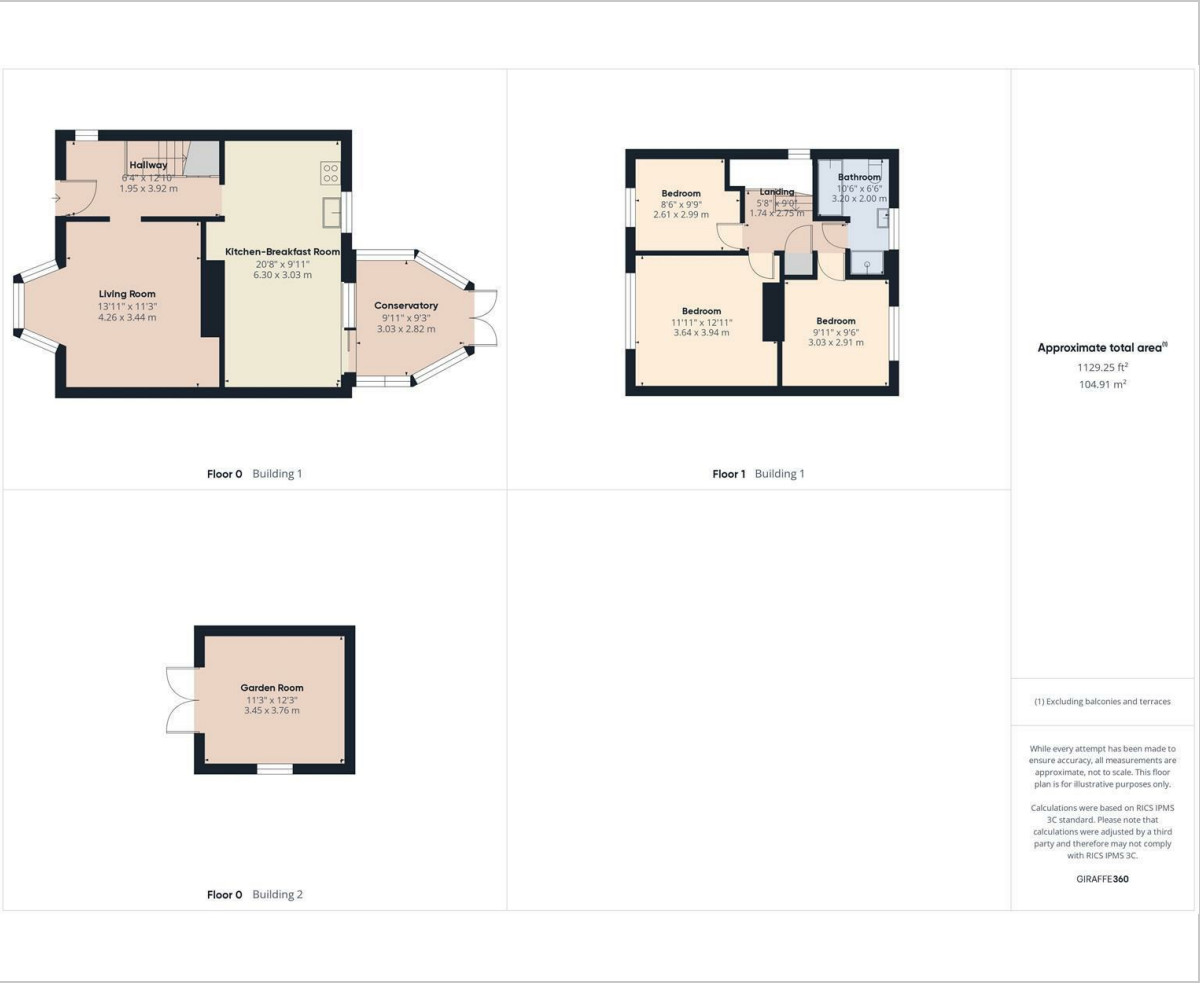 Hallway
6'4" x 12'10"
1.95 x 3.92 m
Kitchen-Breakfast Room
20'8" x 9'11"
6.30 x 3.03 m
Living Room
13'11" x 11'3"
4.26 x 3.44 m
Conservatory
9'11" x 9'3"
3.03 x 2.82 m
Floor 0 Building 1
Bedroom
8'6" x 9'9"
2.61 x 2.99 m
Landing
5'8" x 9'0"
1.74 x 2.75 m
Bathroom
10'6" x 6'6"
3.20 x 2.00 m
Bedroom
11'11" x 12'11"
3.64 x 3.94 m
Bedroom
9'11" x 9'6"
3.03 x 2.91 m
Floor 1 Building 1
Garden Room
11'3" x 12'3"
3.45 x 3.76 m
Floor 0 Building 2
Approximate total area(1)
1129.25 ft²
104.91 m²
(1) Excluding balconies and terraces
While every attempt has been made to
ensure accuracy, all measurements are
approximate, not to scale. This floor
plan is for illustrative purposes only.
Calculations were based on RICS IPMS
3C standard. Please note that
calculations were adjusted by a third
party and therefore may not comply
with RICS IPMS 3C.
GIRAFFE360